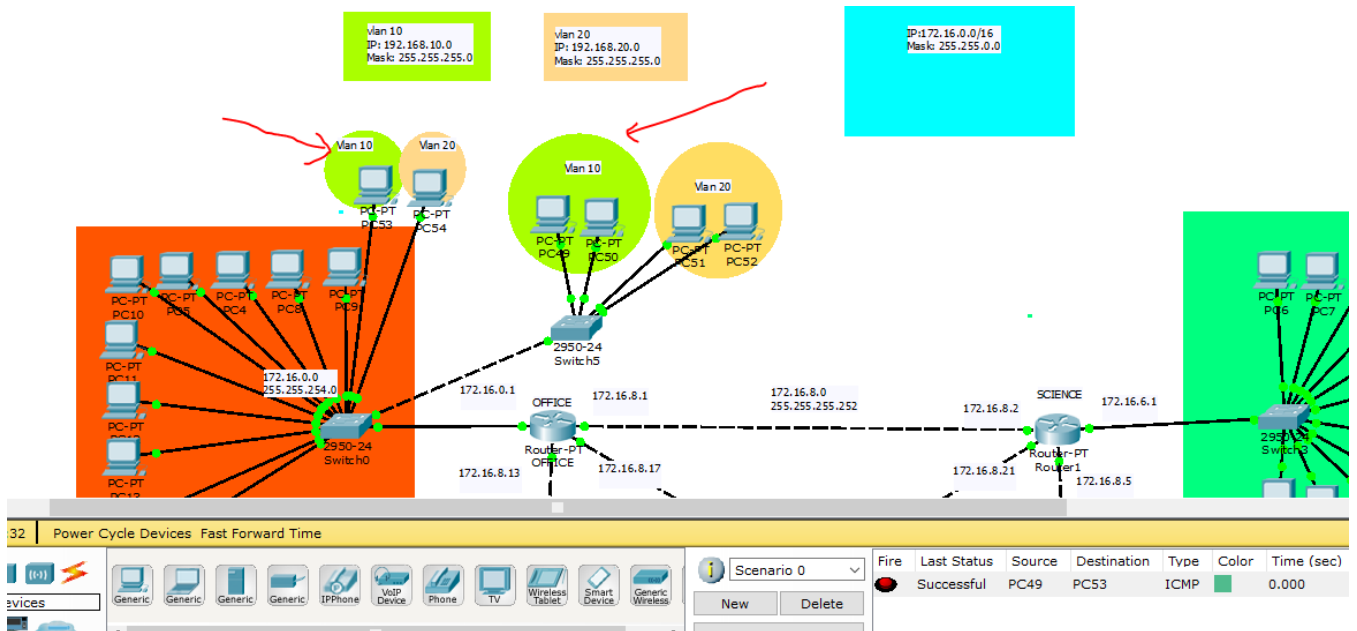 vlan 10
IP: 192.168.10.0
Mask: 255.255.255.0
vlan 20
IP: 192.168.20.0
Mask: 255.255.255.0
IP:172.16.0.0/16
Mask: 255.255.0.0
Vlan 10
Vlan 20
PC-PT
PC53
PC-PT
PC54
Vlan 10
Vlan 20
PC-PT
PC49
PC-PT
PC50
PC-PT
PC51
PC-PT
PC52
PC-PT
PC10
PC-PT
PC5
PC-PT
PC4
PC-PT
PC8
PC-PT
PC9
PC-PT
PC6
PC-PT
PC7
2950-24
Switch5
PC-PT
PC11
172.16.0.0
255.255.254.0
172.16.0.1
OFFICE
172.16.8.1
172.16.8.0
255.255.255.252
SCIENCE
172.16.8.2
172.16.6.1
PC-PT
2950-24
Switch0
Router-PT
OFFICE
Router-PT
Router1
2950-24
Switch3
PC-PT
172.16.8.13
172.16.8.17
172.16.8.21
172.16.8.5
:32 Power Cycle Devices Fast Forward Time
evices
Generic
Generic
Generic
Generic
IPPhone
VoIP Device
Phone
TV
Wireless Tablet
Smart Device
Generic Wireless
Scenario 0
New
Delete
Fire Last Status Source Destination Type Color Time (sec)
Successful PC49 PC53 ICMP 0.000